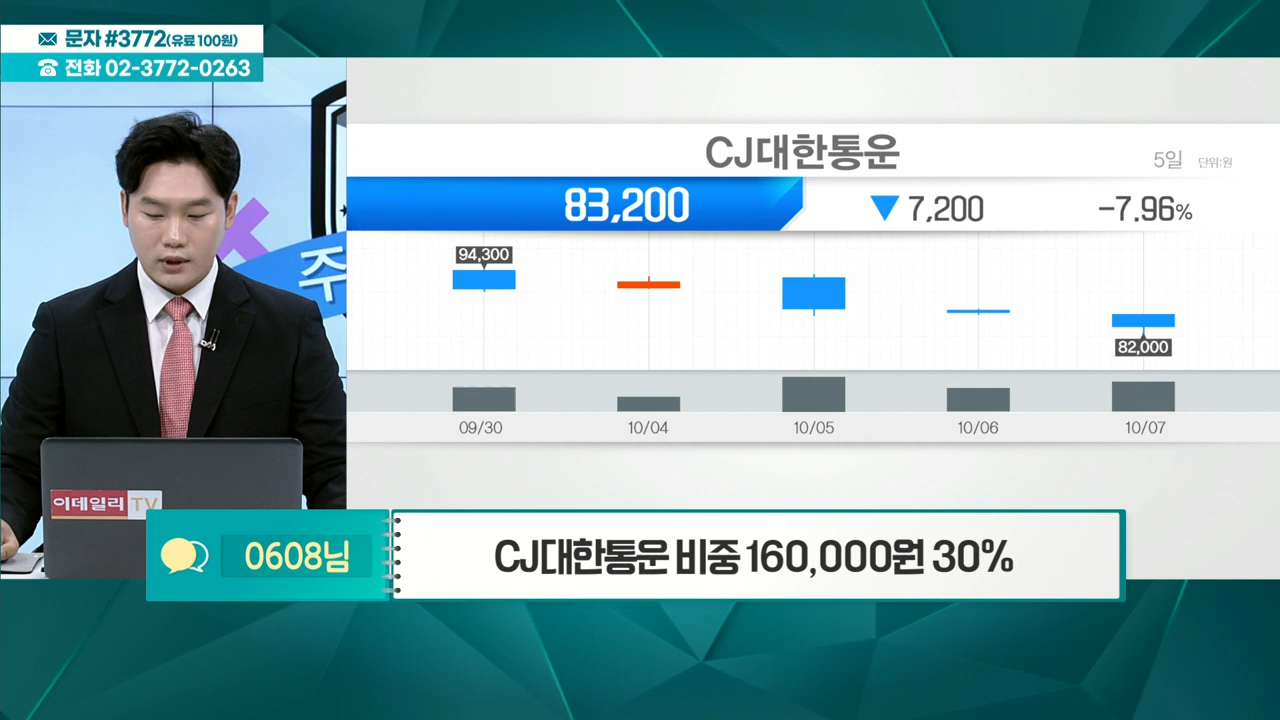 문자 #3772(유료 100원)
전화 02-3772-0263
주
CJ대한통운
5일 단위:원
83,200 ▼ 7,200 -7.96%
94,300
82,000
09/30 10/04 10/05 10/06 10/07
이데일리 TV
0608님
CJ대한통운 비중 160,000원 30%